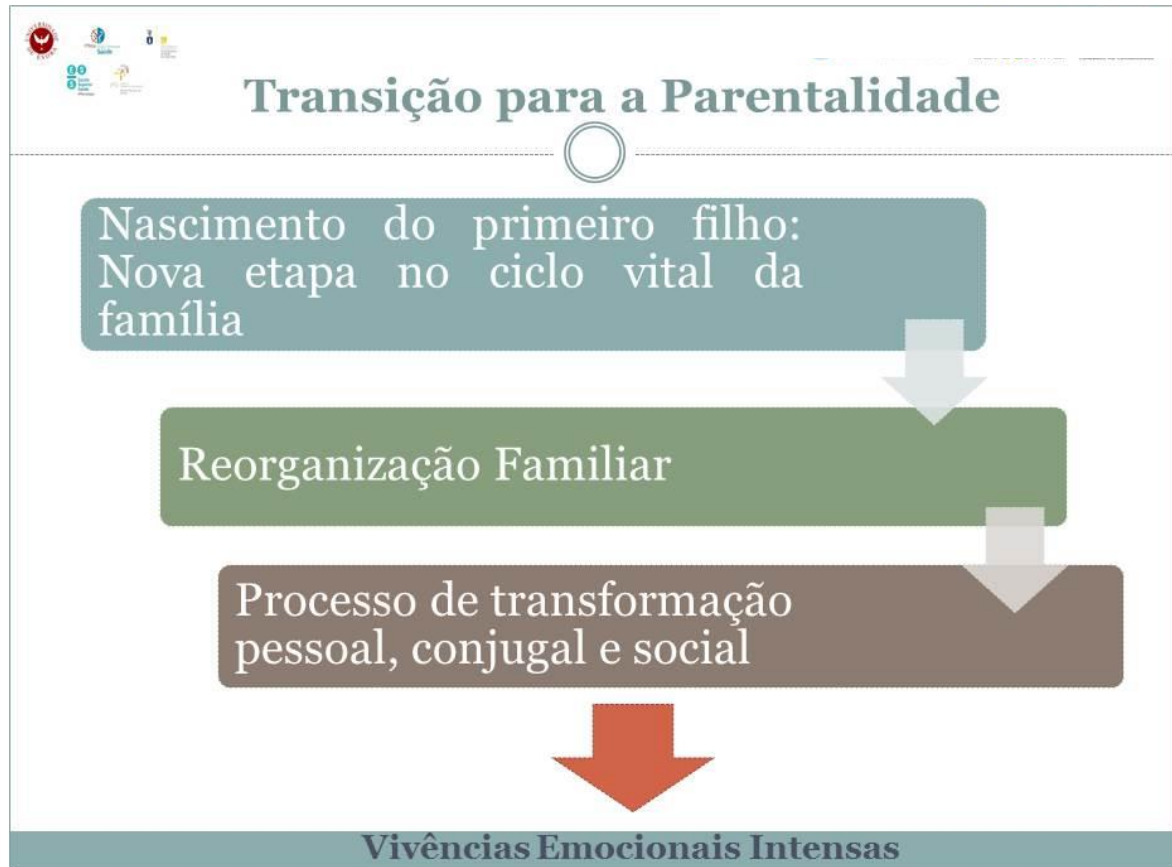 Transição para a Parentalidade
Nascimento do primeiro filho:
Nova etapa no ciclo vital da
família
Reorganização Familiar
Processo de transformação
pessoal, conjugal e social
Vivências Emocionais Intensas